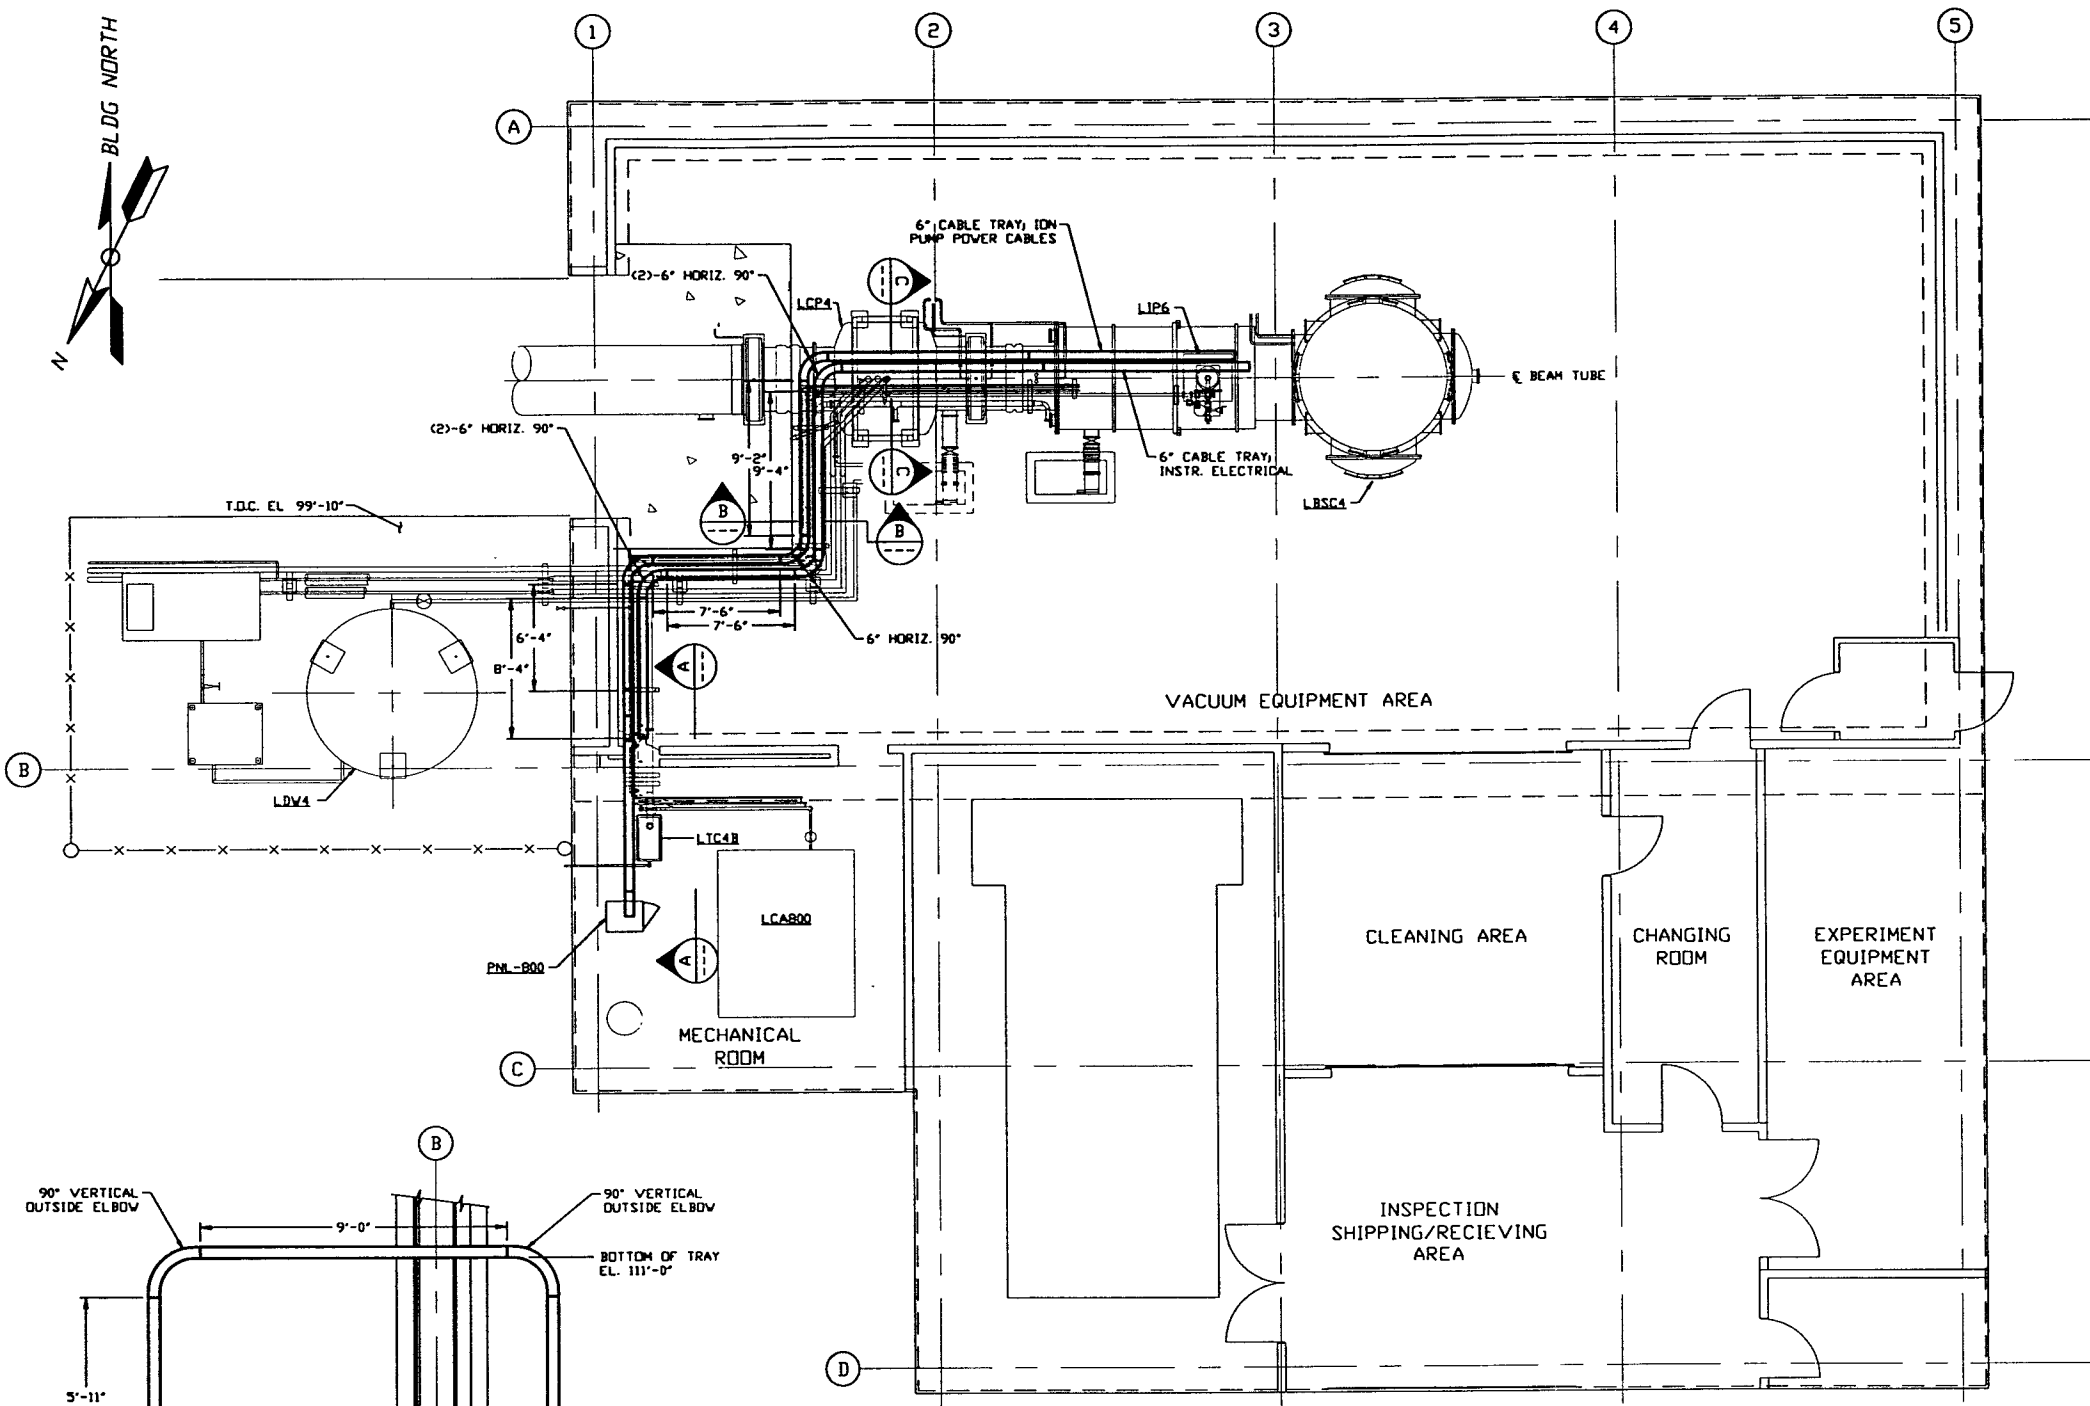 1
2
3
4
5
BLDG NORTH
N
A
6" CABLE TRAY; ION
PUMP POWER CABLES
(2)-6" HORIZ. 90°
C
LCP4
LIP6
℄ BEAM TUBE
(2)-6" HORIZ. 90°
9'-2"
9'-4"
C
6" CABLE TRAY;
INSTR. ELECTRICAL
LBSC4
T.O.C. EL 99'-10"
B
B
7'-6"
7'-6"
6'-4"
6" HORIZ. 90°
8'-4"
A
VACUUM EQUIPMENT AREA
B
LDW4
LTC4B
LCA800
PNL-800
A
CLEANING AREA
CHANGING
ROOM
EXPERIMENT
EQUIPMENT
AREA
MECHANICAL
ROOM
C
B
90° VERTICAL
OUTSIDE ELBOW
90° VERTICAL
OUTSIDE ELBOW
9'-0"
BOTTOM OF TRAY
EL. 111'-0"
INSPECTION
SHIPPING/RECIEVING
AREA
D
5'-11"